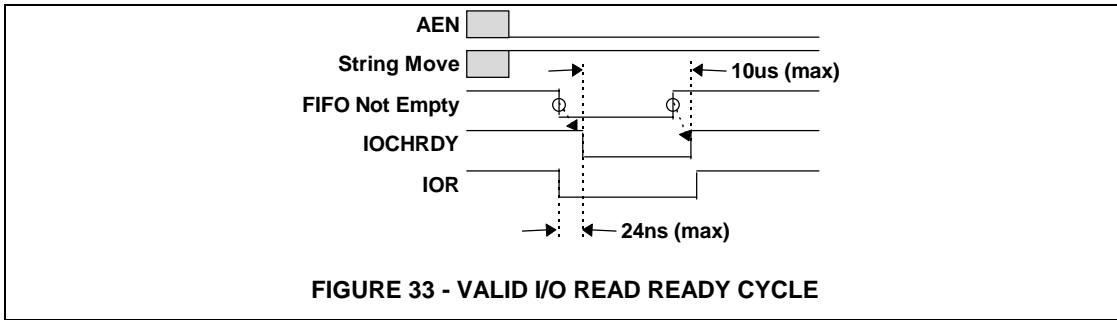 AEN
String Move
10us (max)
FIFO Not Empty
IOCHRDY
IOR
24ns (max)
FIGURE 33 - VALID I/O READ READY CYCLE